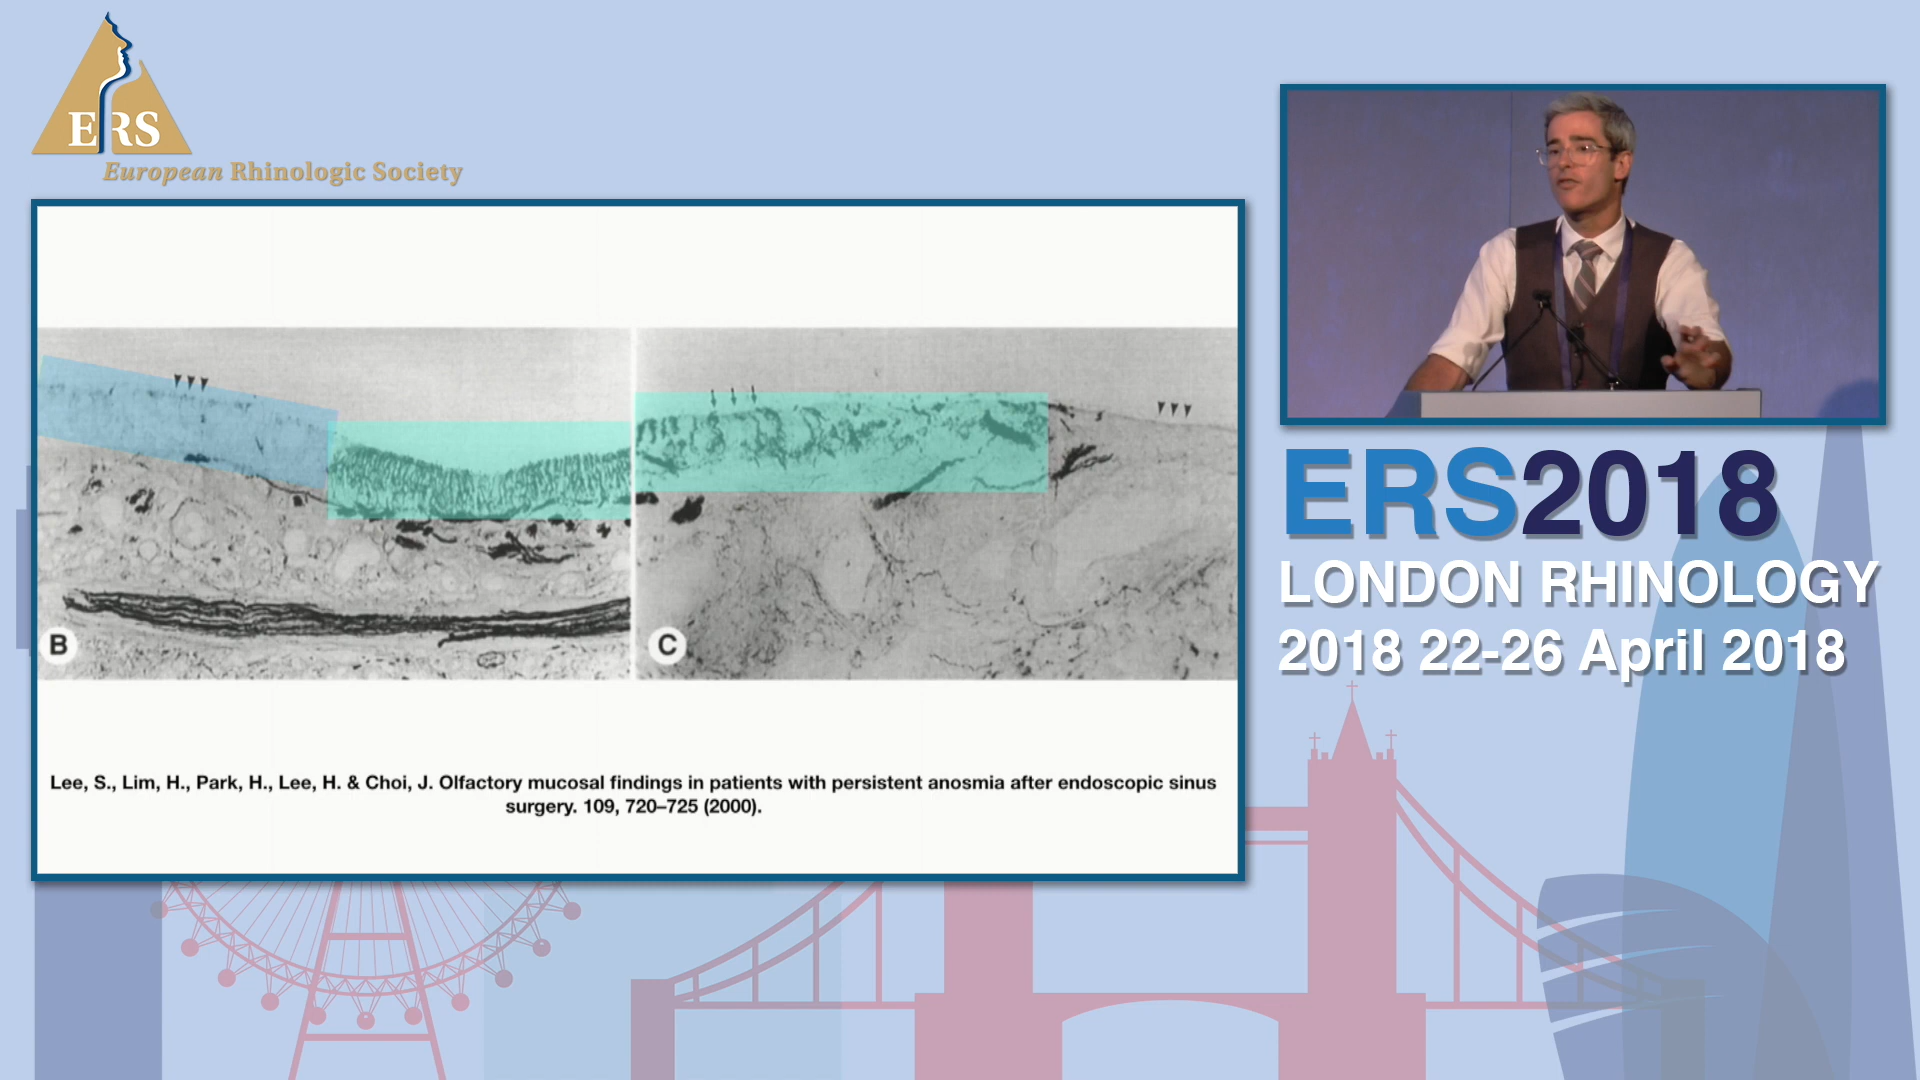 ERS
European Rhinologic Society
B
C
Lee, S., Lim, H., Park, H., Lee, H. & Choi, J. Olfactory mucosal findings in patients with persistent anosmia after endoscopic sinus
surgery. 109, 720–725 (2000).
ERS2018
LONDON RHINOLOGY
2018 22-26 April 2018